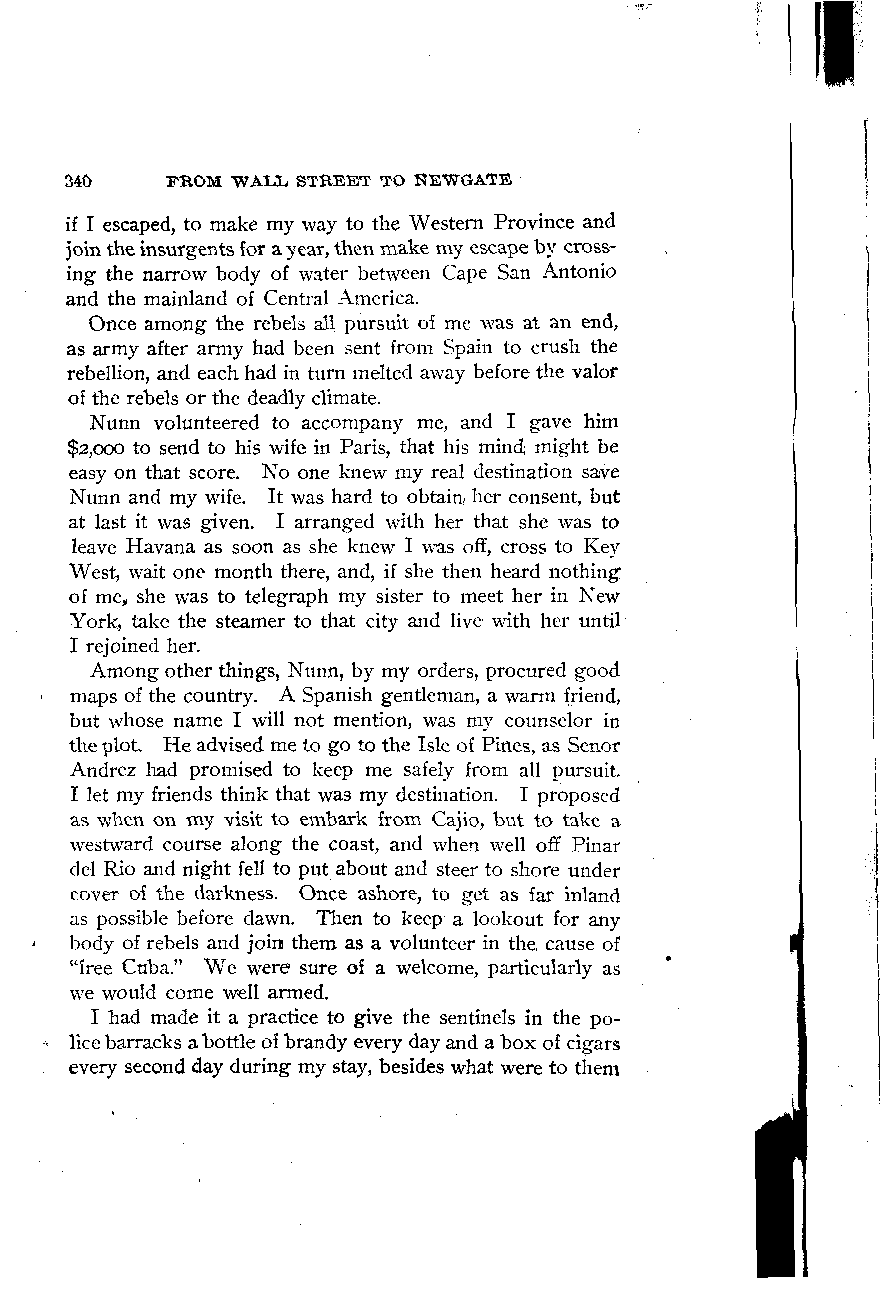 340 FROM WALL STREET TO NEWGATE
if I escaped, to make my way to the Western Province and
join the insurgents for a year, then make my escape by cross-
ing the narrow body of water between Cape San Antonio
and the mainland of Central America.
Once among the rebels all pursuit of me was at an end,
as army after army had been sent from Spain to crush the
rebellion, and each had in turn melted away before the valor
of the rebels or the deadly climate.
Nunn volunteered to accompany me, and I gave him
$2,000 to send to his wife in Paris, that his mind might be
easy on that score. No one knew my real destination save
Nunn and my wife. It was hard to obtain her consent, but
at last it was given. I arranged with her that she was to
leave Havana as soon as she knew I was off, cross to Key
West, wait one month there, and, if she then heard nothing
of me, she was to telegraph my sister to meet her in New
York, take the steamer to that city and live with her until
I rejoined her.
Among other things, Nunn, by my orders, procured good
maps of the country. A Spanish gentleman, a warm friend,
but whose name I will not mention, was my counselor in
the plot. He advised me to go to the Isle of Pines, as Senor
Andrez had promised to keep me safely from all pursuit.
I let my friends think that was my destination. I proposed
as when on my visit to embark from Cajio, but to take a
westward course along the coast, and when well off Pinar
del Rio and night fell to put about and steer to shore under
cover of the darkness. Once ashore, to get as far inland
as possible before dawn. Then to keep a lookout for any
body of rebels and join them as a volunteer in the cause of
"free Cuba." We were sure of a welcome, particularly as
we would come well armed.
I had made it a practice to give the sentinels in the po-
lice barracks a bottle of brandy every day and a box of cigars
every second day during my stay, besides what were to them